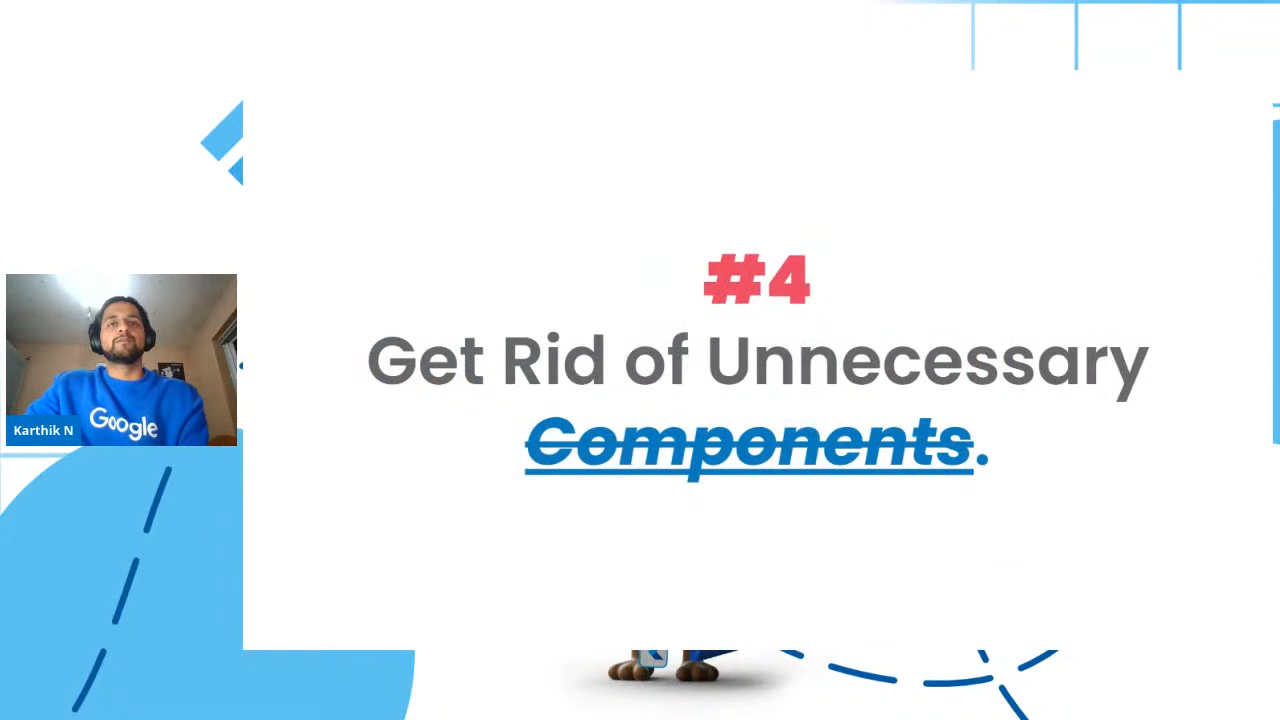 #4
Get Rid of Unnecessary
Components.
Google
Karthik N